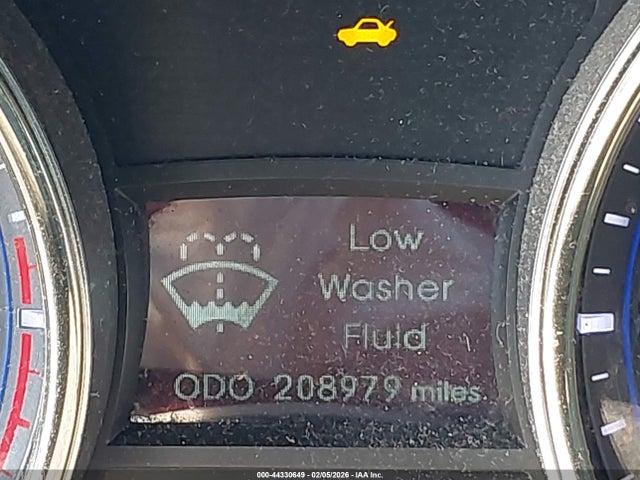 Low
Washer
Fluid
ODO 208979 miles
000-44330649 - 02/05/2026 - IAA Inc.